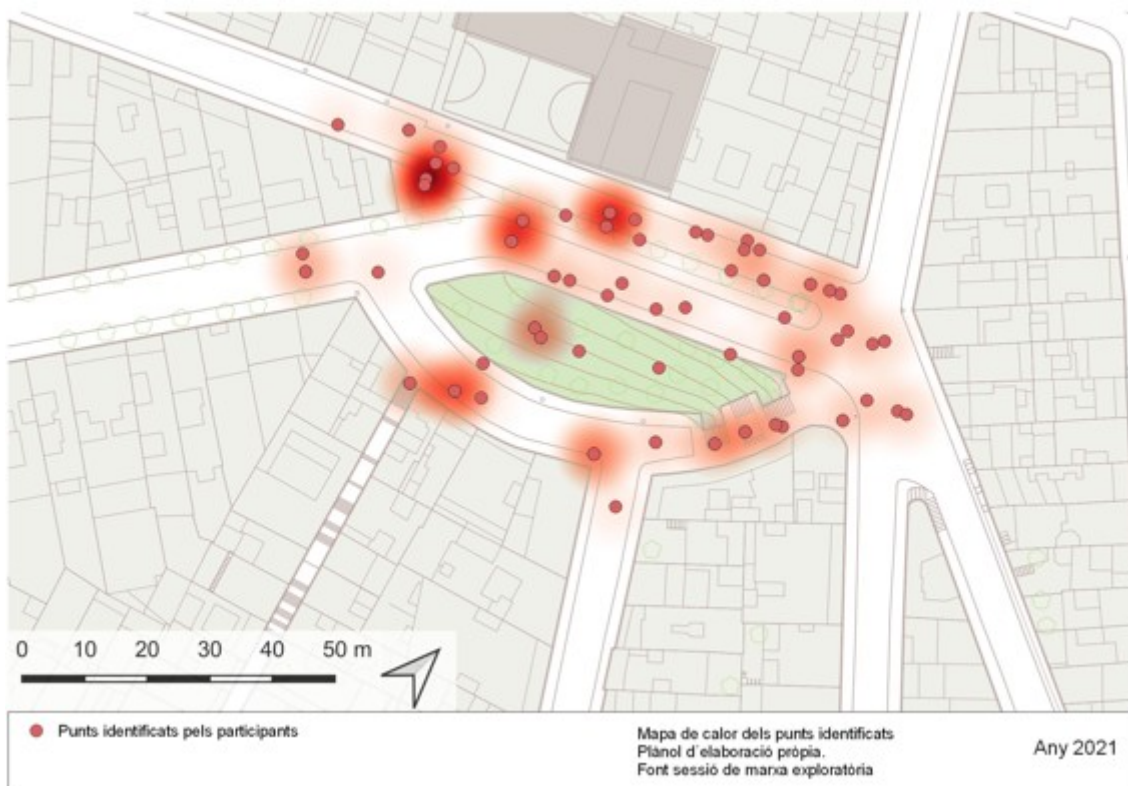 0 10 20 30 40 50 m
Punts identificats pels participants
Mapa de calor dels punts identificats
Plànol d´elaboració pròpia.
Font sessió de marxa exploratòria
Any 2021